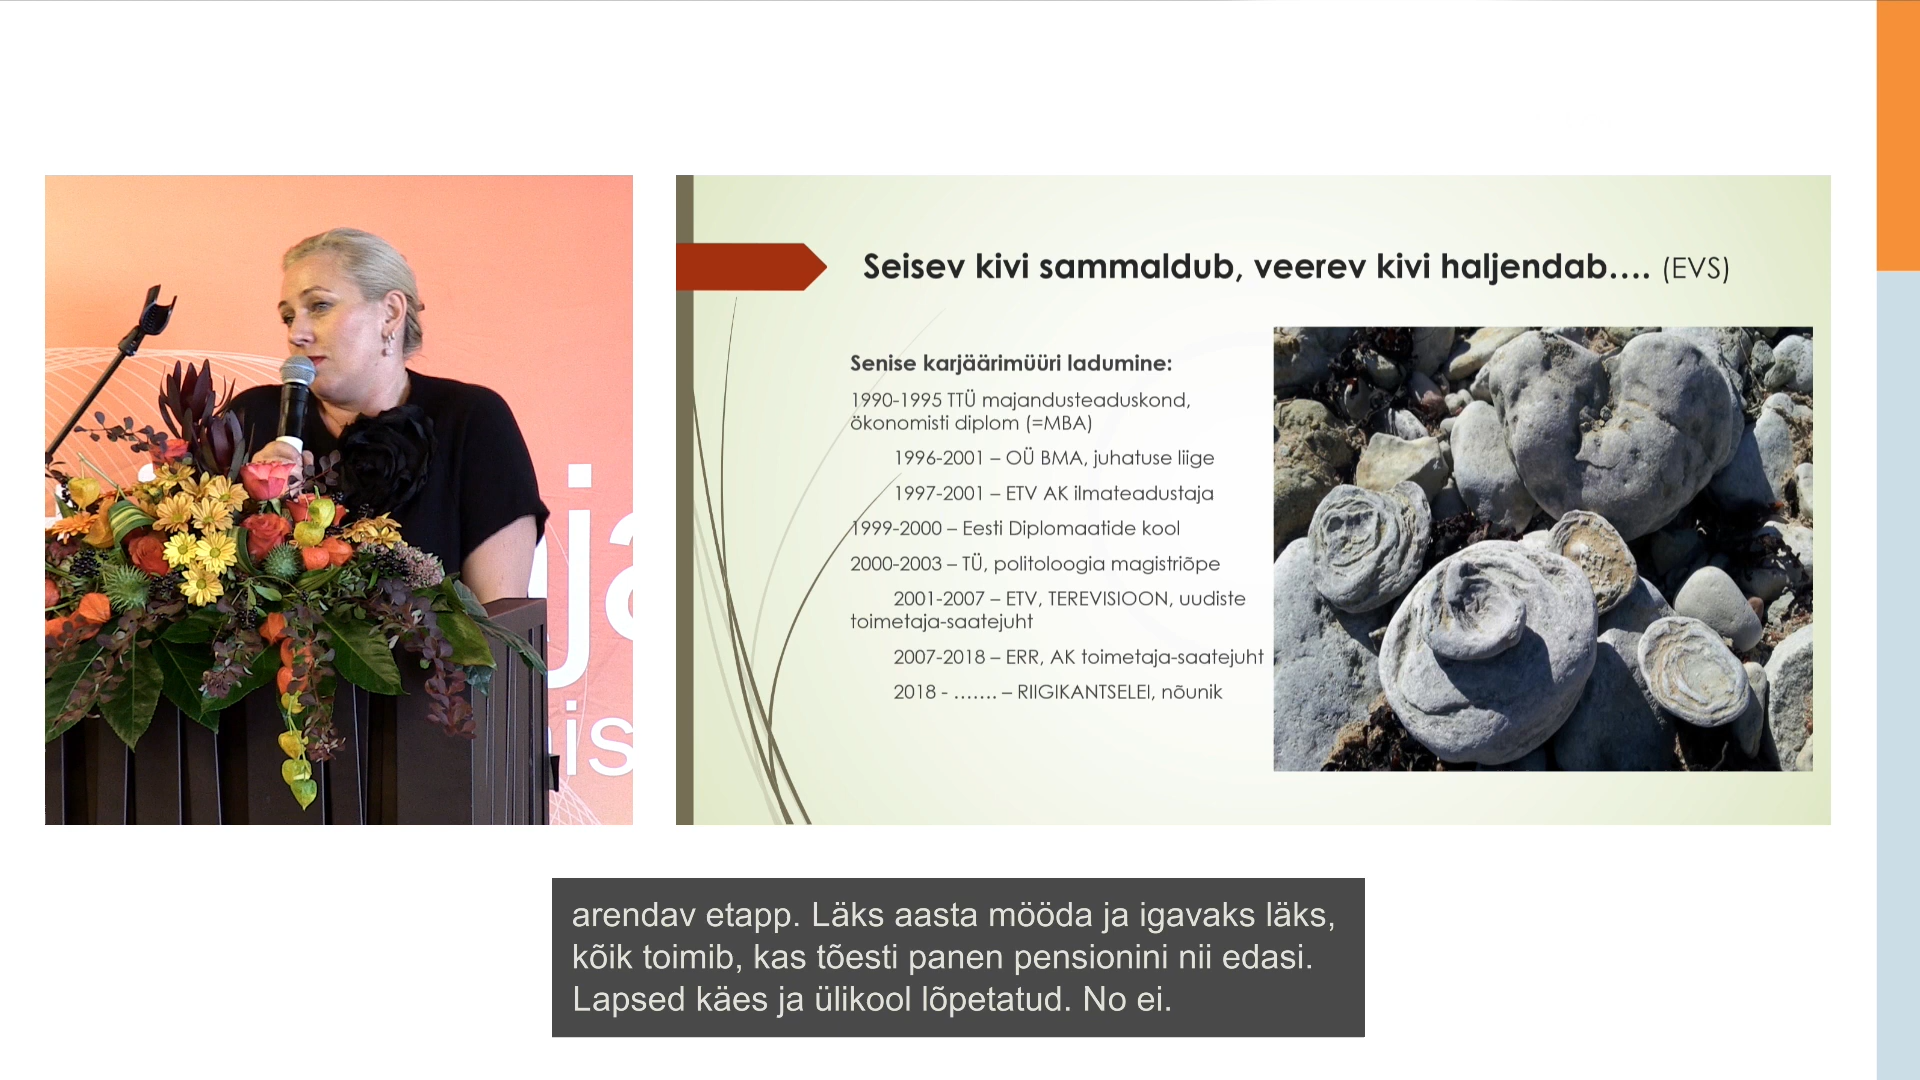 Seisev kivi sammaldub, veerev kivi haljendab.... (EVS)
Senise karjäärimüüri ladumine:
1990-1995 TTÜ majandusteaduskond,
ökonomisti diplom (=MBA)
1996-2001 – OÜ BMA, juhatuse liige
1997-2001 – ETV AK ilmateadustaja
1999-2000 – Eesti Diplomaatide kool
2000-2003 – TÜ, politoloogia magistriõpe
2001-2007 – ETV, TEREVISIOON, uudiste
toimetaja-saatejuht
2007-2018 – ERR, AK toimetaja-saatejuht
2018 - ....... – RIIGIKANTSELEI, nõunik
arendav etapp. Läks aasta mööda ja igavaks läks,
kõik toimib, kas tõesti panen pensionini nii edasi.
Lapsed käes ja ülikool lõpetatud. No ei.